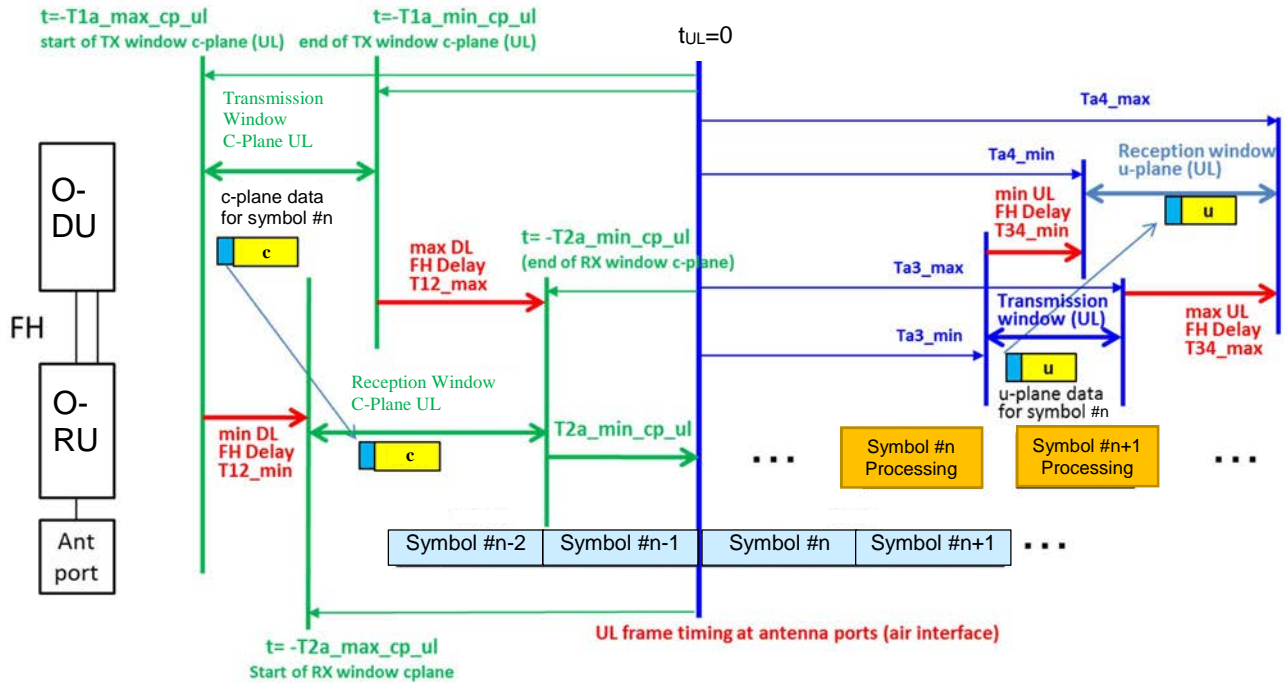 t=-T1a_max_cp_ul
start of TX window c-plane (UL)
t=-T1a_min_cp_ul
end of TX window c-plane (UL)
tUL=0
Transmission
Window
C-Plane UL
Ta4_max
Ta4_min
Reception window
u-plane (UL)
O-
DU
c-plane data
for symbol #n
c
min UL
FH Delay
T34_min
u
max DL
FH Delay
T12_max
t= -T2a_min_cp_ul
(end of RX window c-plane)
Ta3_max
Transmission
window (UL)
max UL
FH Delay
T34_max
FH
Ta3_min
u
u-plane data
for symbol #n
O-
RU
Reception Window
C-Plane UL
min DL
FH Delay
T12_min
c
T2a_min_cp_ul
...
Symbol #n
Processing
Symbol #n+1
Processing
...
Ant
port
Symbol #n-2
Symbol #n-1
Symbol #n
Symbol #n+1
...
UL frame timing at antenna ports (air interface)
t= -T2a_max_cp_ul
Start of RX window cplane